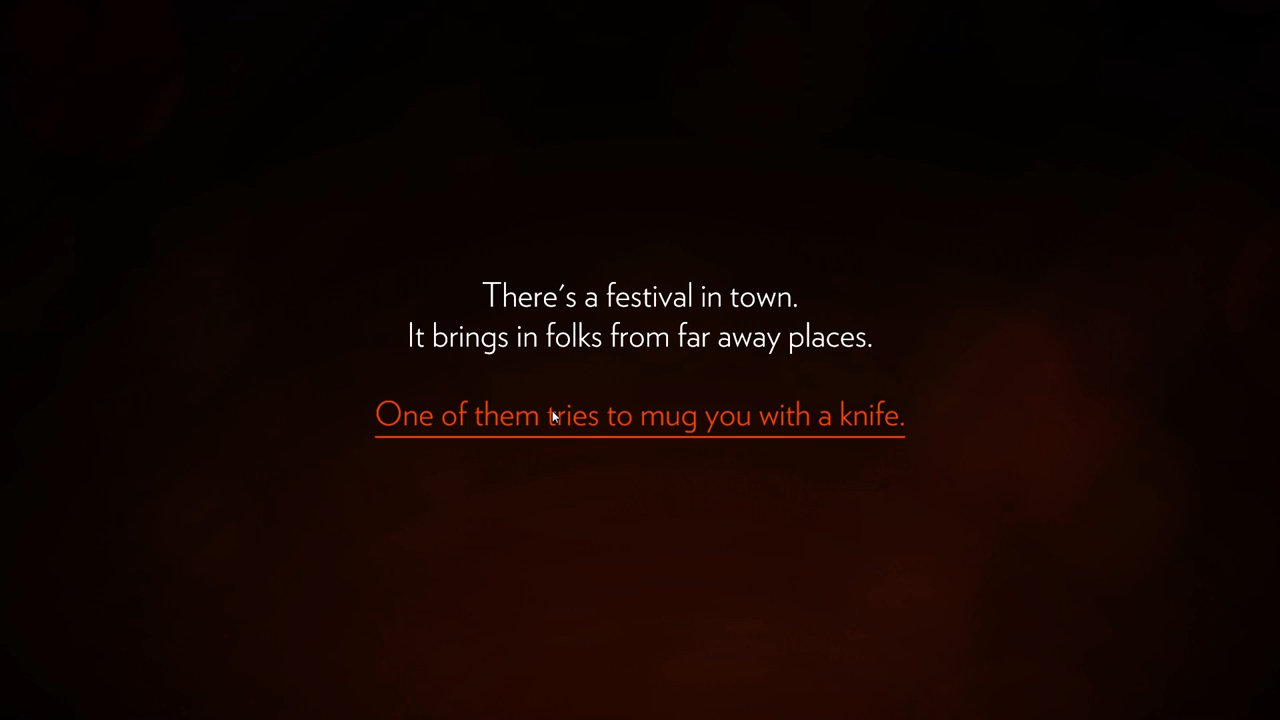 There's a festival in town.
It brings in folks from far away places.
One of them tries to mug you with a knife.